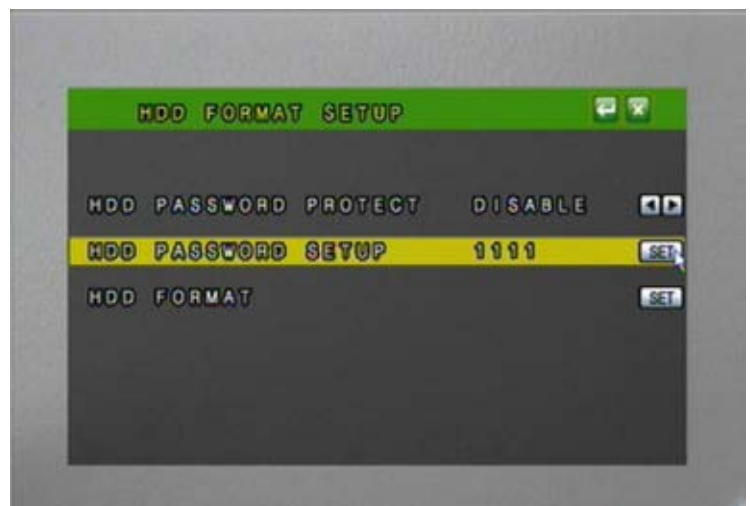 HDD FORMAT SETUP
HDD PASSWORD PROTECT DISABLE
HDD PASSWORD SETUP 1111 SET
HDD FORMAT SET